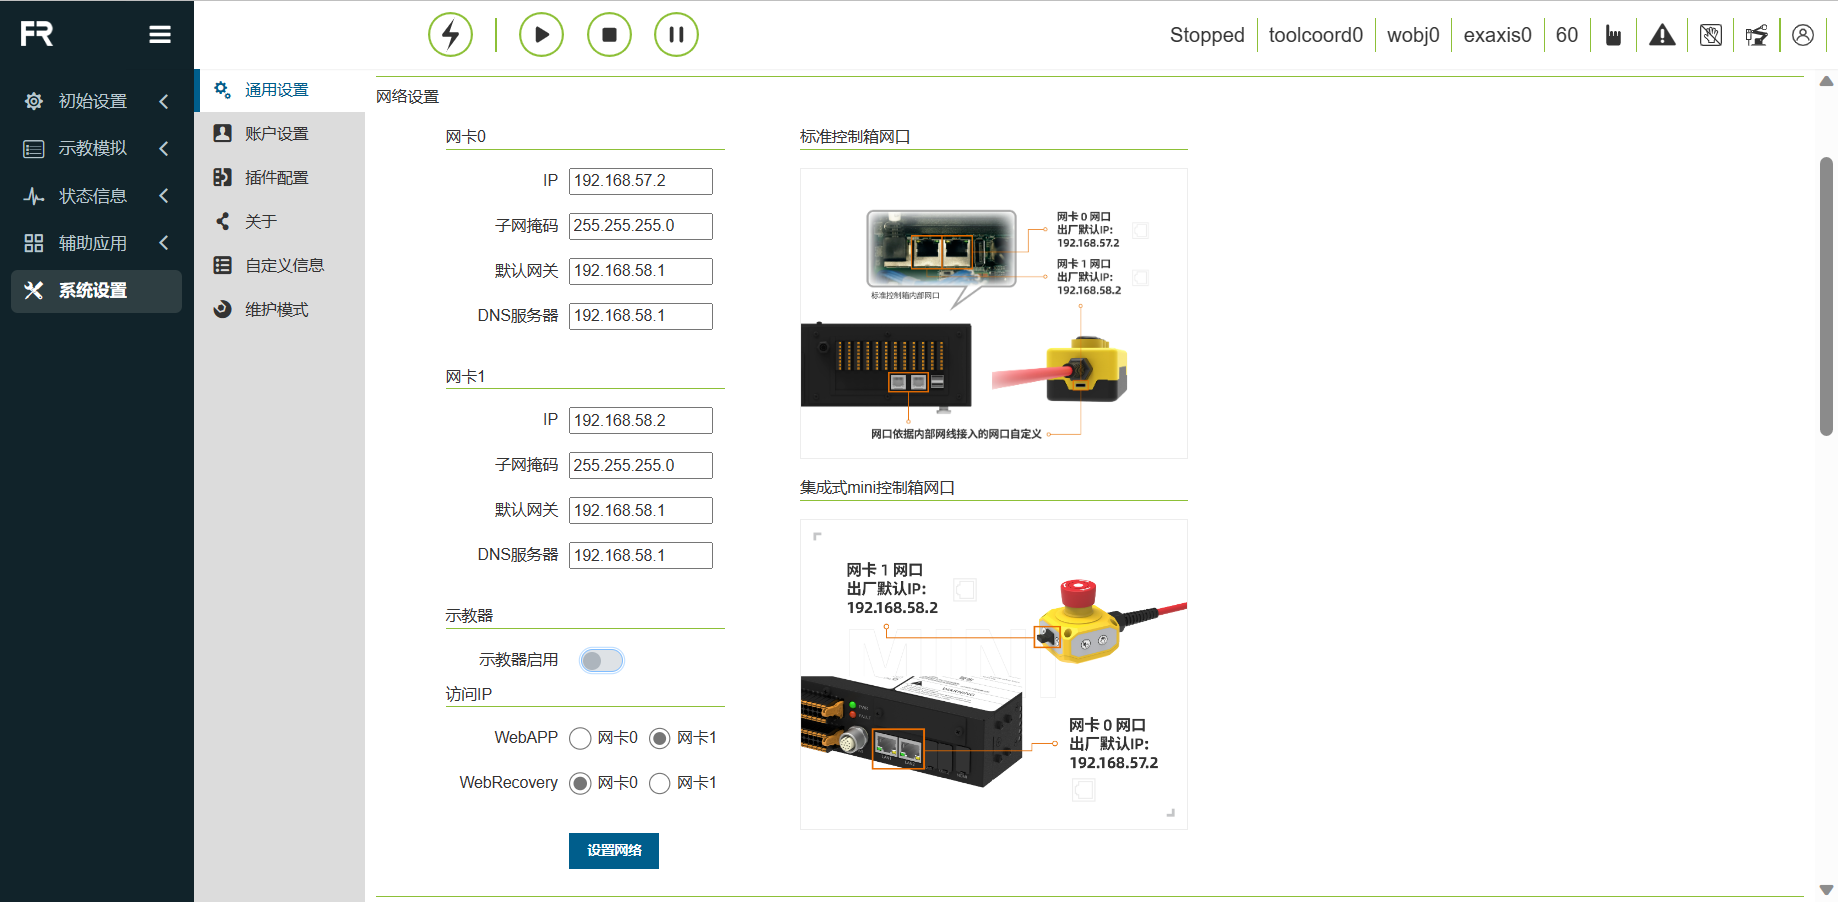 FR
Stopped
toolcoord0
wobj0
exaxis0
60
初始设置
示教模拟
状态信息
辅助应用
系统设置
通用设置
账户设置
插件配置
关于
自定义信息
维护模式
网络设置
网卡0
IP 192.168.57.2
子网掩码 255.255.255.0
默认网关 192.168.58.1
DNS服务器 192.168.58.1
网卡1
IP 192.168.58.2
子网掩码 255.255.255.0
默认网关 192.168.58.1
DNS服务器 192.168.58.1
示教器
示教器启用
访问IP
WebAPP 网卡0 网卡1
WebRecovery 网卡0 网卡1
设置网络
标准控制箱网口
网卡 0 网口
出厂默认IP:
192.168.57.2
网卡 1 网口
出厂默认IP:
192.168.58.2
标准控制箱内部网口
网口依据内部网线接入的网口自定义
集成式mini控制箱网口
网卡 1 网口
出厂默认IP:
192.168.58.2
MINI
WARNING
网卡 0 网口
出厂默认IP:
192.168.57.2